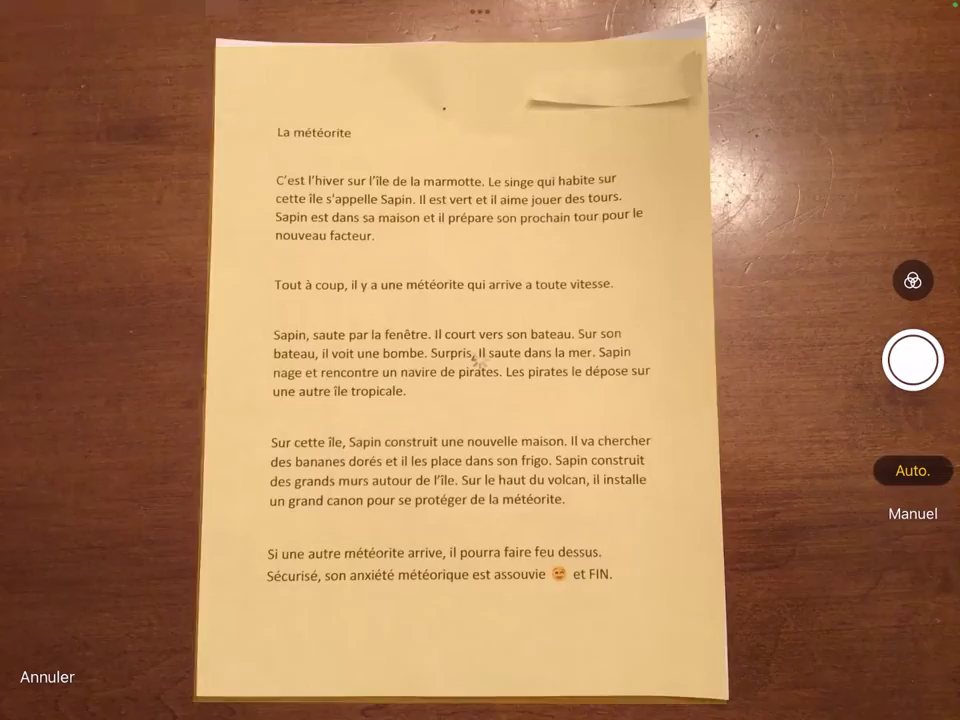 La météorite
C'est l'hiver sur l'île de la marmotte. Le singe qui habite sur
cette île s'appelle Sapin. Il est vert et il aime jouer des tours.
Sapin est dans sa maison et il prépare son prochain tour pour le
nouveau facteur.
Tout à coup, il y a une météorite qui arrive a toute vitesse.
Sapin, saute par la fenêtre. Il court vers son bateau. Sur son
bateau, il voit une bombe. Surpris, Il saute dans la mer. Sapin
nage et rencontre un navire de pirates. Les pirates le dépose sur
une autre île tropicale.
Sur cette île, Sapin construit une nouvelle maison. Il va chercher
des bananes dorés et il les place dans son frigo. Sapin construit
des grands murs autour de l'île. Sur le haut du volcan, il installe
un grand canon pour se protéger de la météorite.
Si une autre météorite arrive, il pourra faire feu dessus.
Sécurisé, son anxiété météorique est assouvie 😊 et FIN.
Auto.
Manuel
Annuler